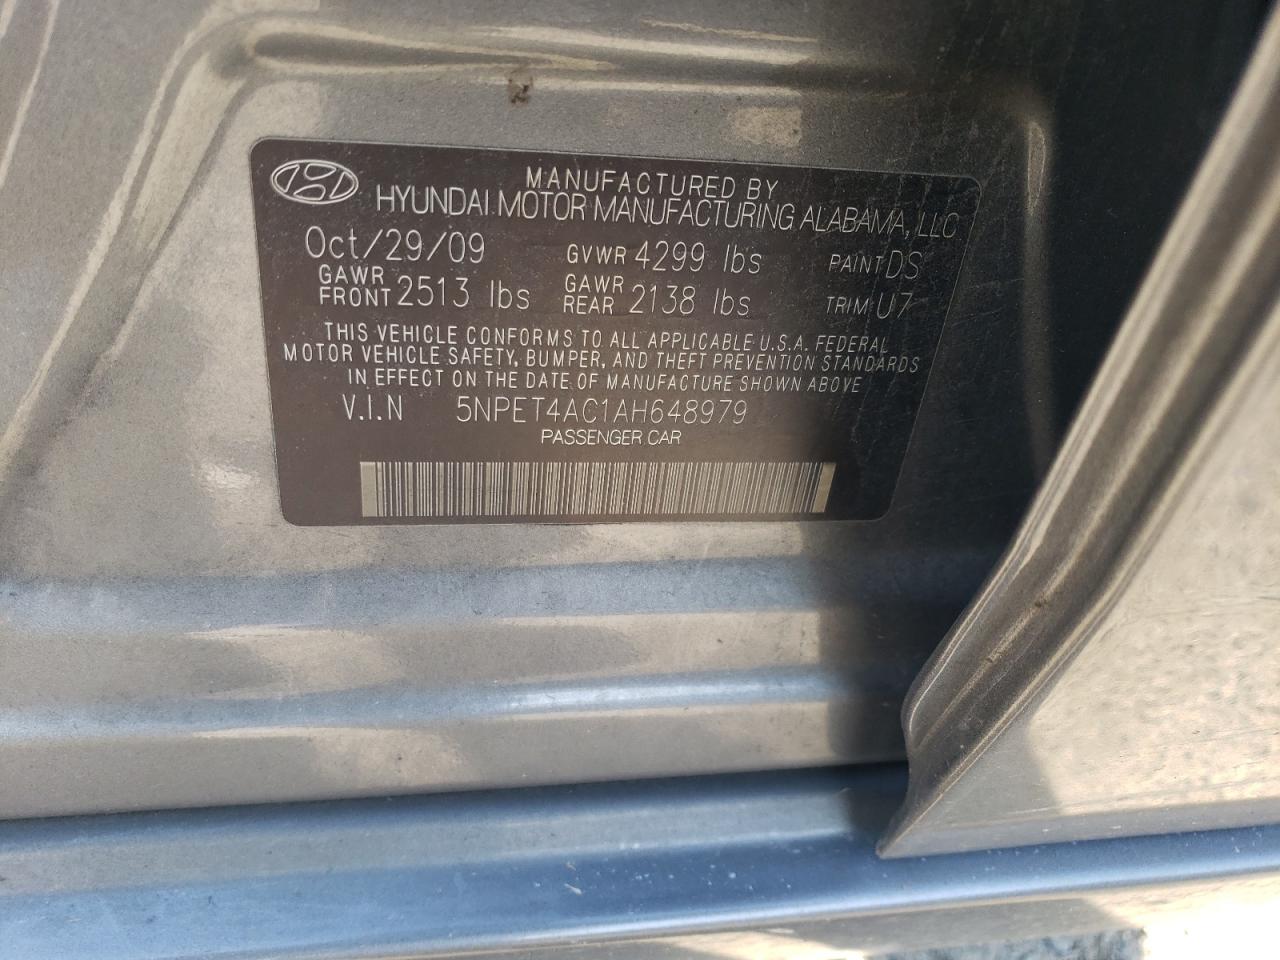 MANUFACTURED BY
HYUNDAI MOTOR MANUFACTURING ALABAMA, LLC
Oct/29/09 GVWR 4299 lbs PAINT DS
GAWR FRONT 2513 lbs GAWR REAR 2138 lbs TRIM U7
THIS VEHICLE CONFORMS TO ALL APPLICABLE U.S.A. FEDERAL
MOTOR VEHICLE SAFETY, BUMPER, AND THEFT PREVENTION STANDARDS
IN EFFECT ON THE DATE OF MANUFACTURE SHOWN ABOVE
V.I.N 5NPET4AC1AH648979
PASSENGER CAR